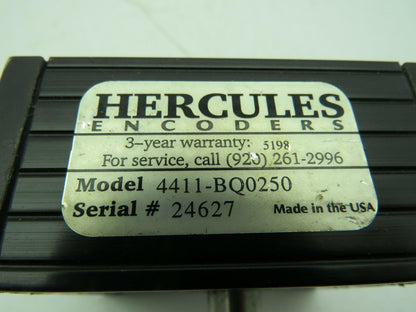 HERCULES
ENCODERS
3-year warranty: 5198
For service, call (920) 261-2996
Model 4411-BQ0250
Serial # 24627 Made in the USA